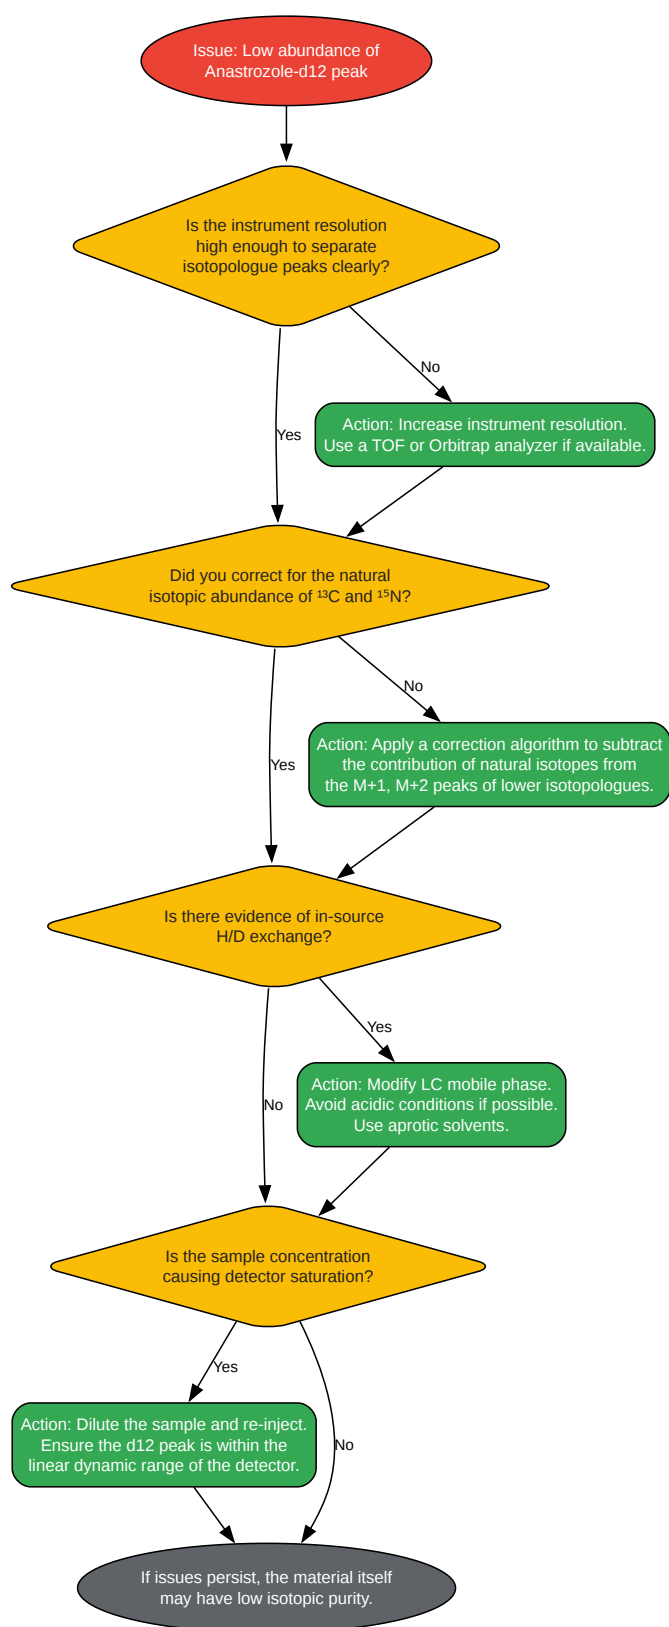 Issue: Low abundance of
Anastrozole-d12 peak
Is the instrument resolution
high enough to separate
isotopologue peaks clearly?
No
Yes
Action: Increase instrument resolution.
Use a TOF or Orbitrap analyzer if available.
Did you correct for the natural
isotopic abundance of ¹³C and ¹⁵N?
No
Yes
Action: Apply a correction algorithm to subtract
the contribution of natural isotopes from
the M+1, M+2 peaks of lower isotopologues.
Is there evidence of in-source
H/D exchange?
Yes
No
Action: Modify LC mobile phase.
Avoid acidic conditions if possible.
Use aprotic solvents.
Is the sample concentration
causing detector saturation?
Yes
No
Action: Dilute the sample and re-inject.
Ensure the d12 peak is within the
linear dynamic range of the detector.
If issues persist, the material itself
may have low isotopic purity.